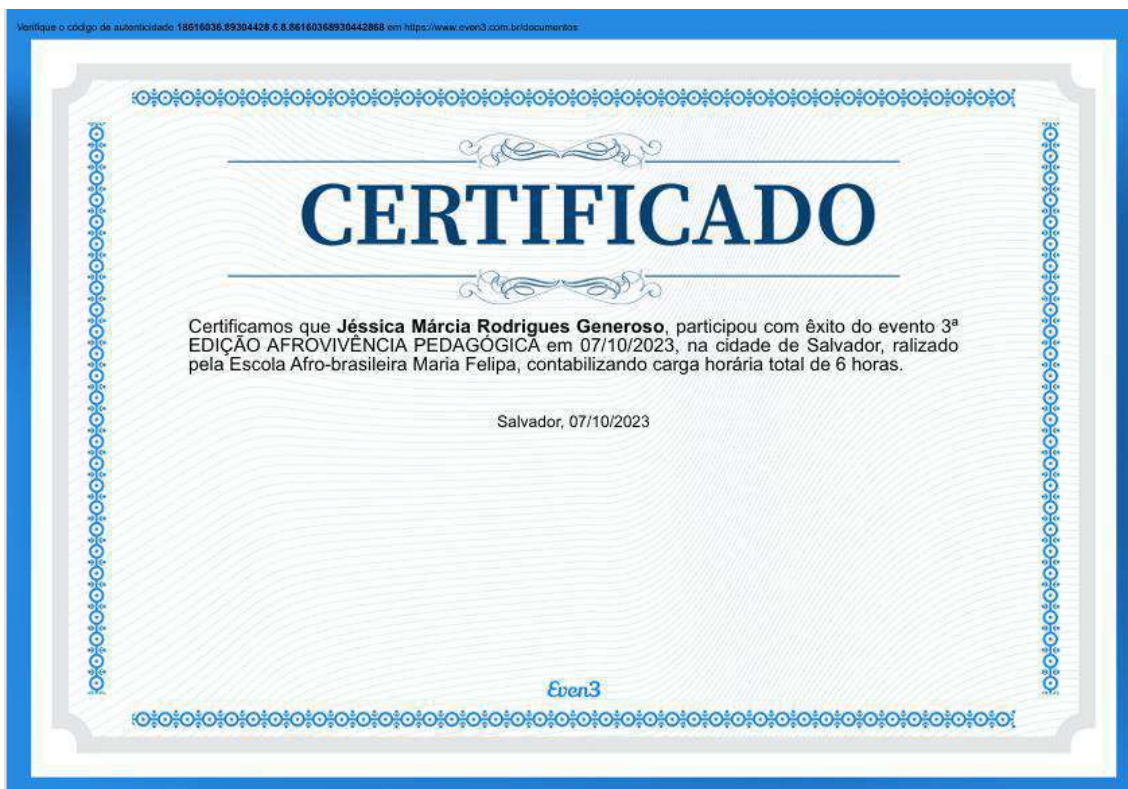 Verifique o código de autenticidade 18616036.89304428.6.8.86160368930442868 em https://www.even3.com.br/documentos
CERTIFICADO
Certificamos que Jéssica Márcia Rodrigues Generoso, participou com êxito do evento 3ª
EDIÇÃO AFROVIVÊNCIA PEDAGÓGICA em 07/10/2023, na cidade de Salvador, ralizado
pela Escola Afro-brasileira Maria Felipa, contabilizando carga horária total de 6 horas.
Salvador, 07/10/2023
Even3